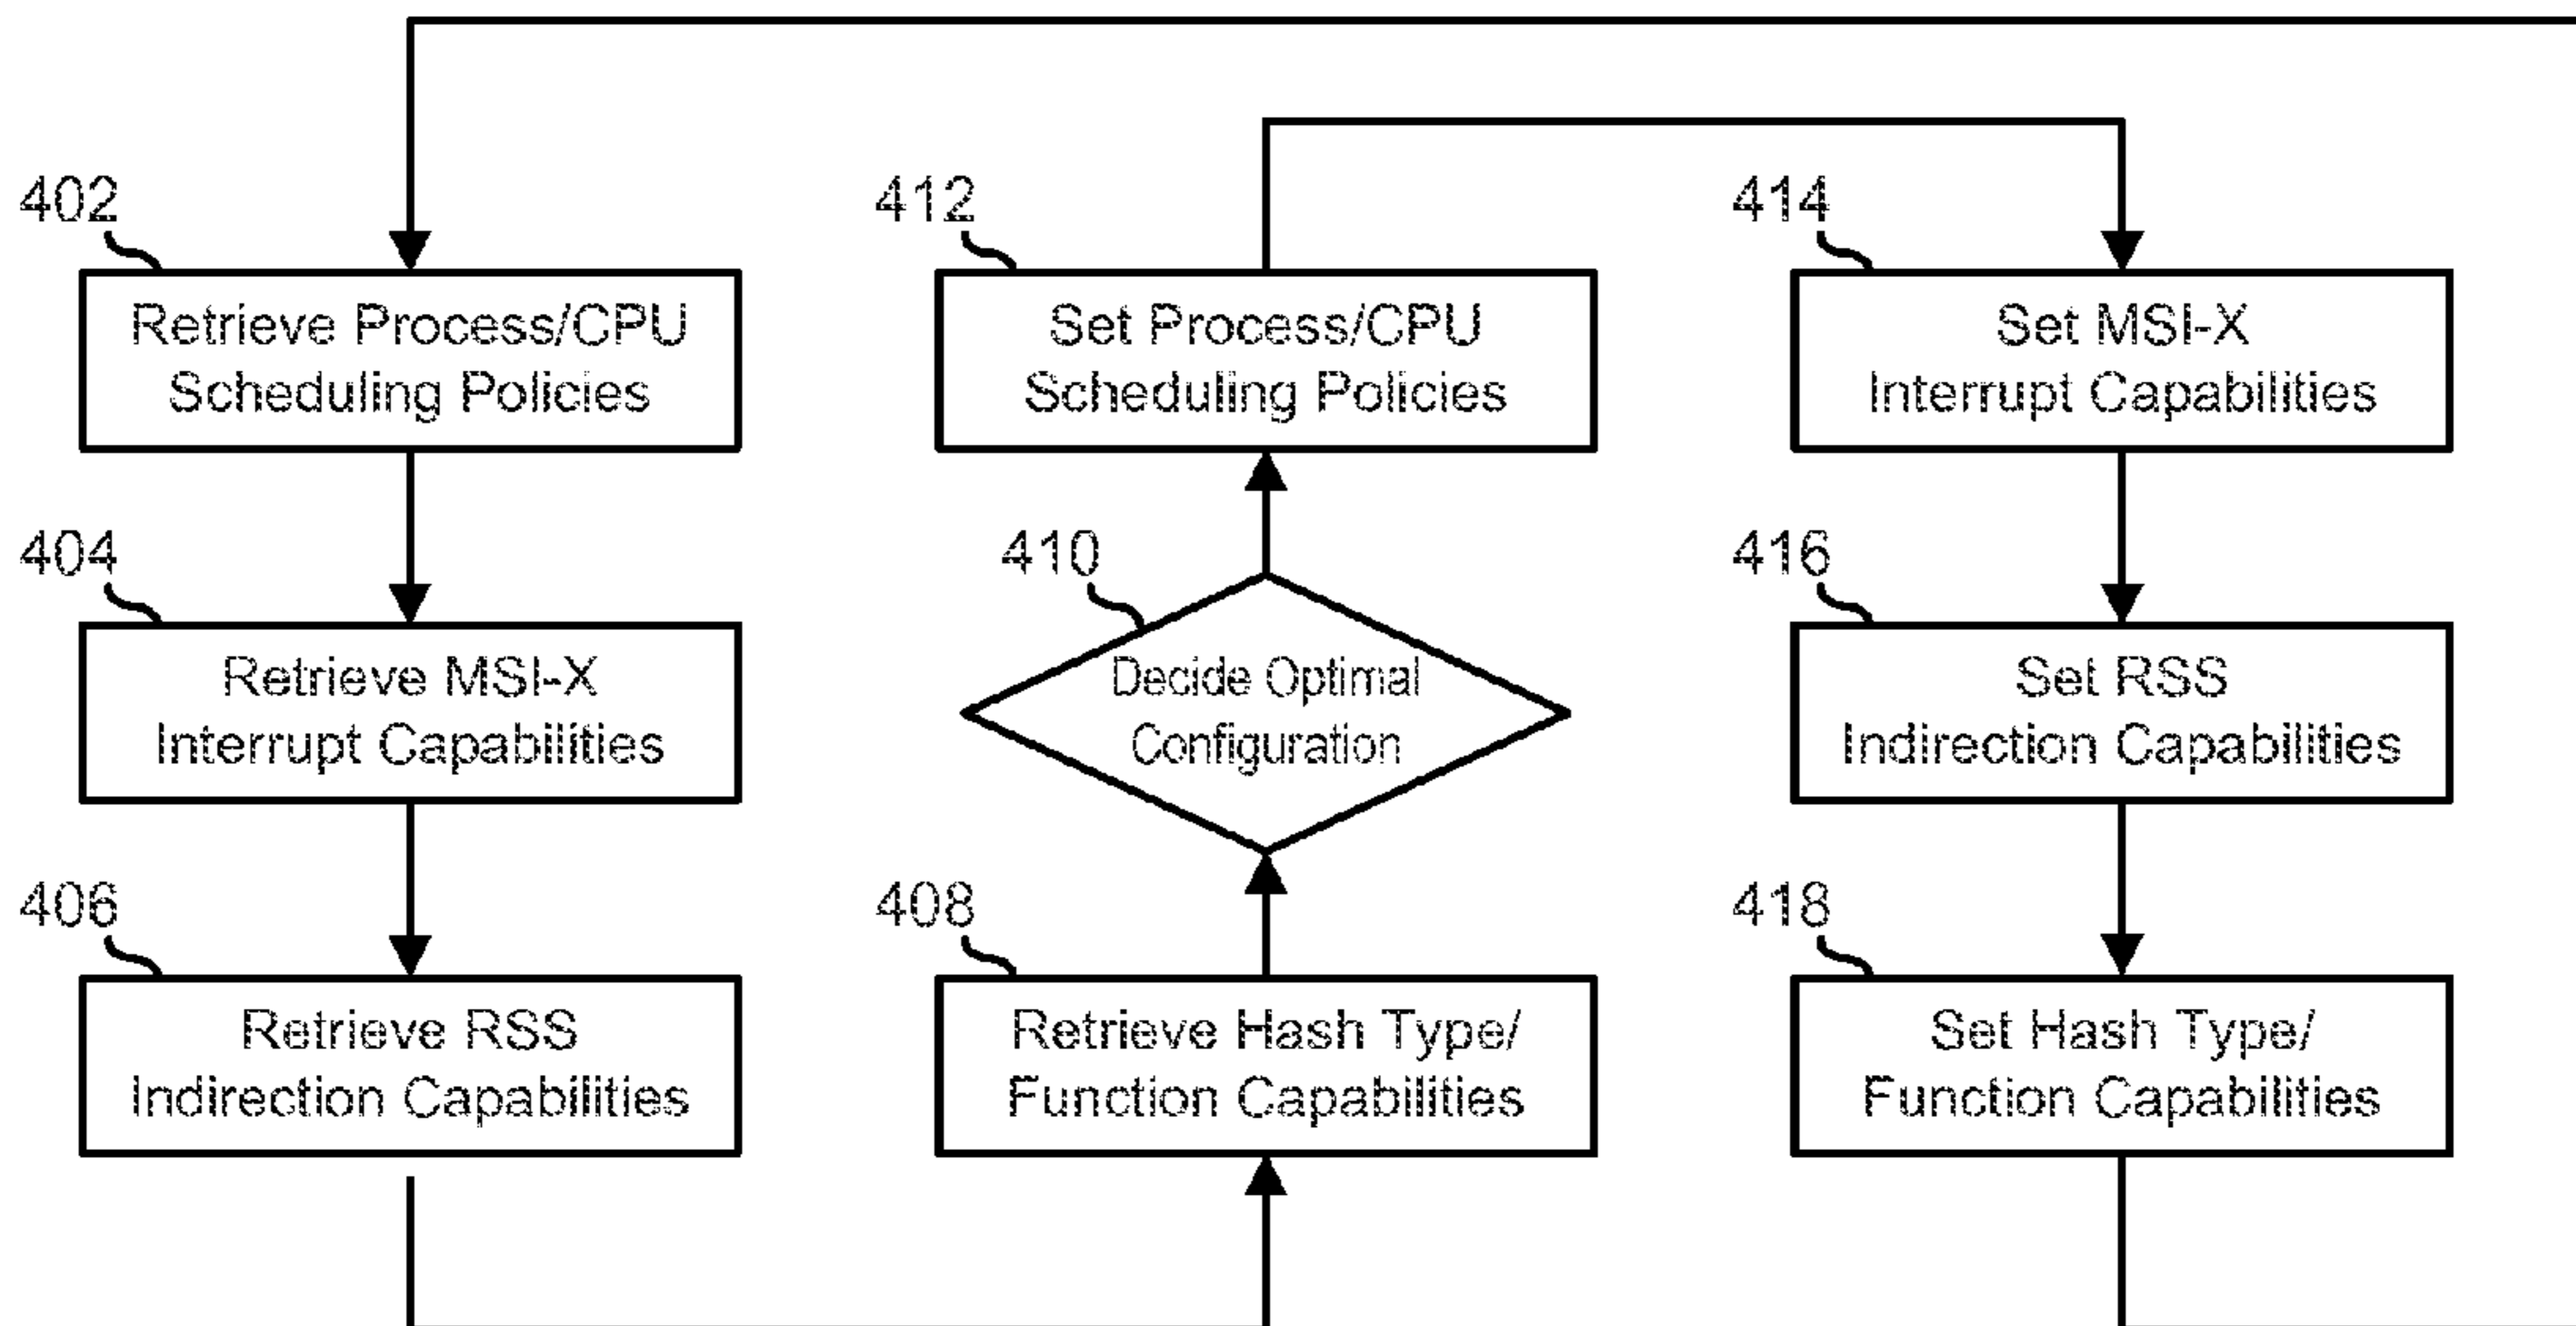 402
Retrieve Process/CPU
Scheduling Policies
404
Retrieve MSI-X
Interrupt Capabilities
406
Retrieve RSS
Indirection Capabilities
408
Retrieve Hash Type/
Function Capabilities
410
Decide Optimal
Configuration
412
Set Process/CPU
Scheduling Policies
414
Set MSI-X
Interrupt Capabilities
416
Set RSS
Indirection Capabilities
418
Set Hash Type/
Function Capabilities